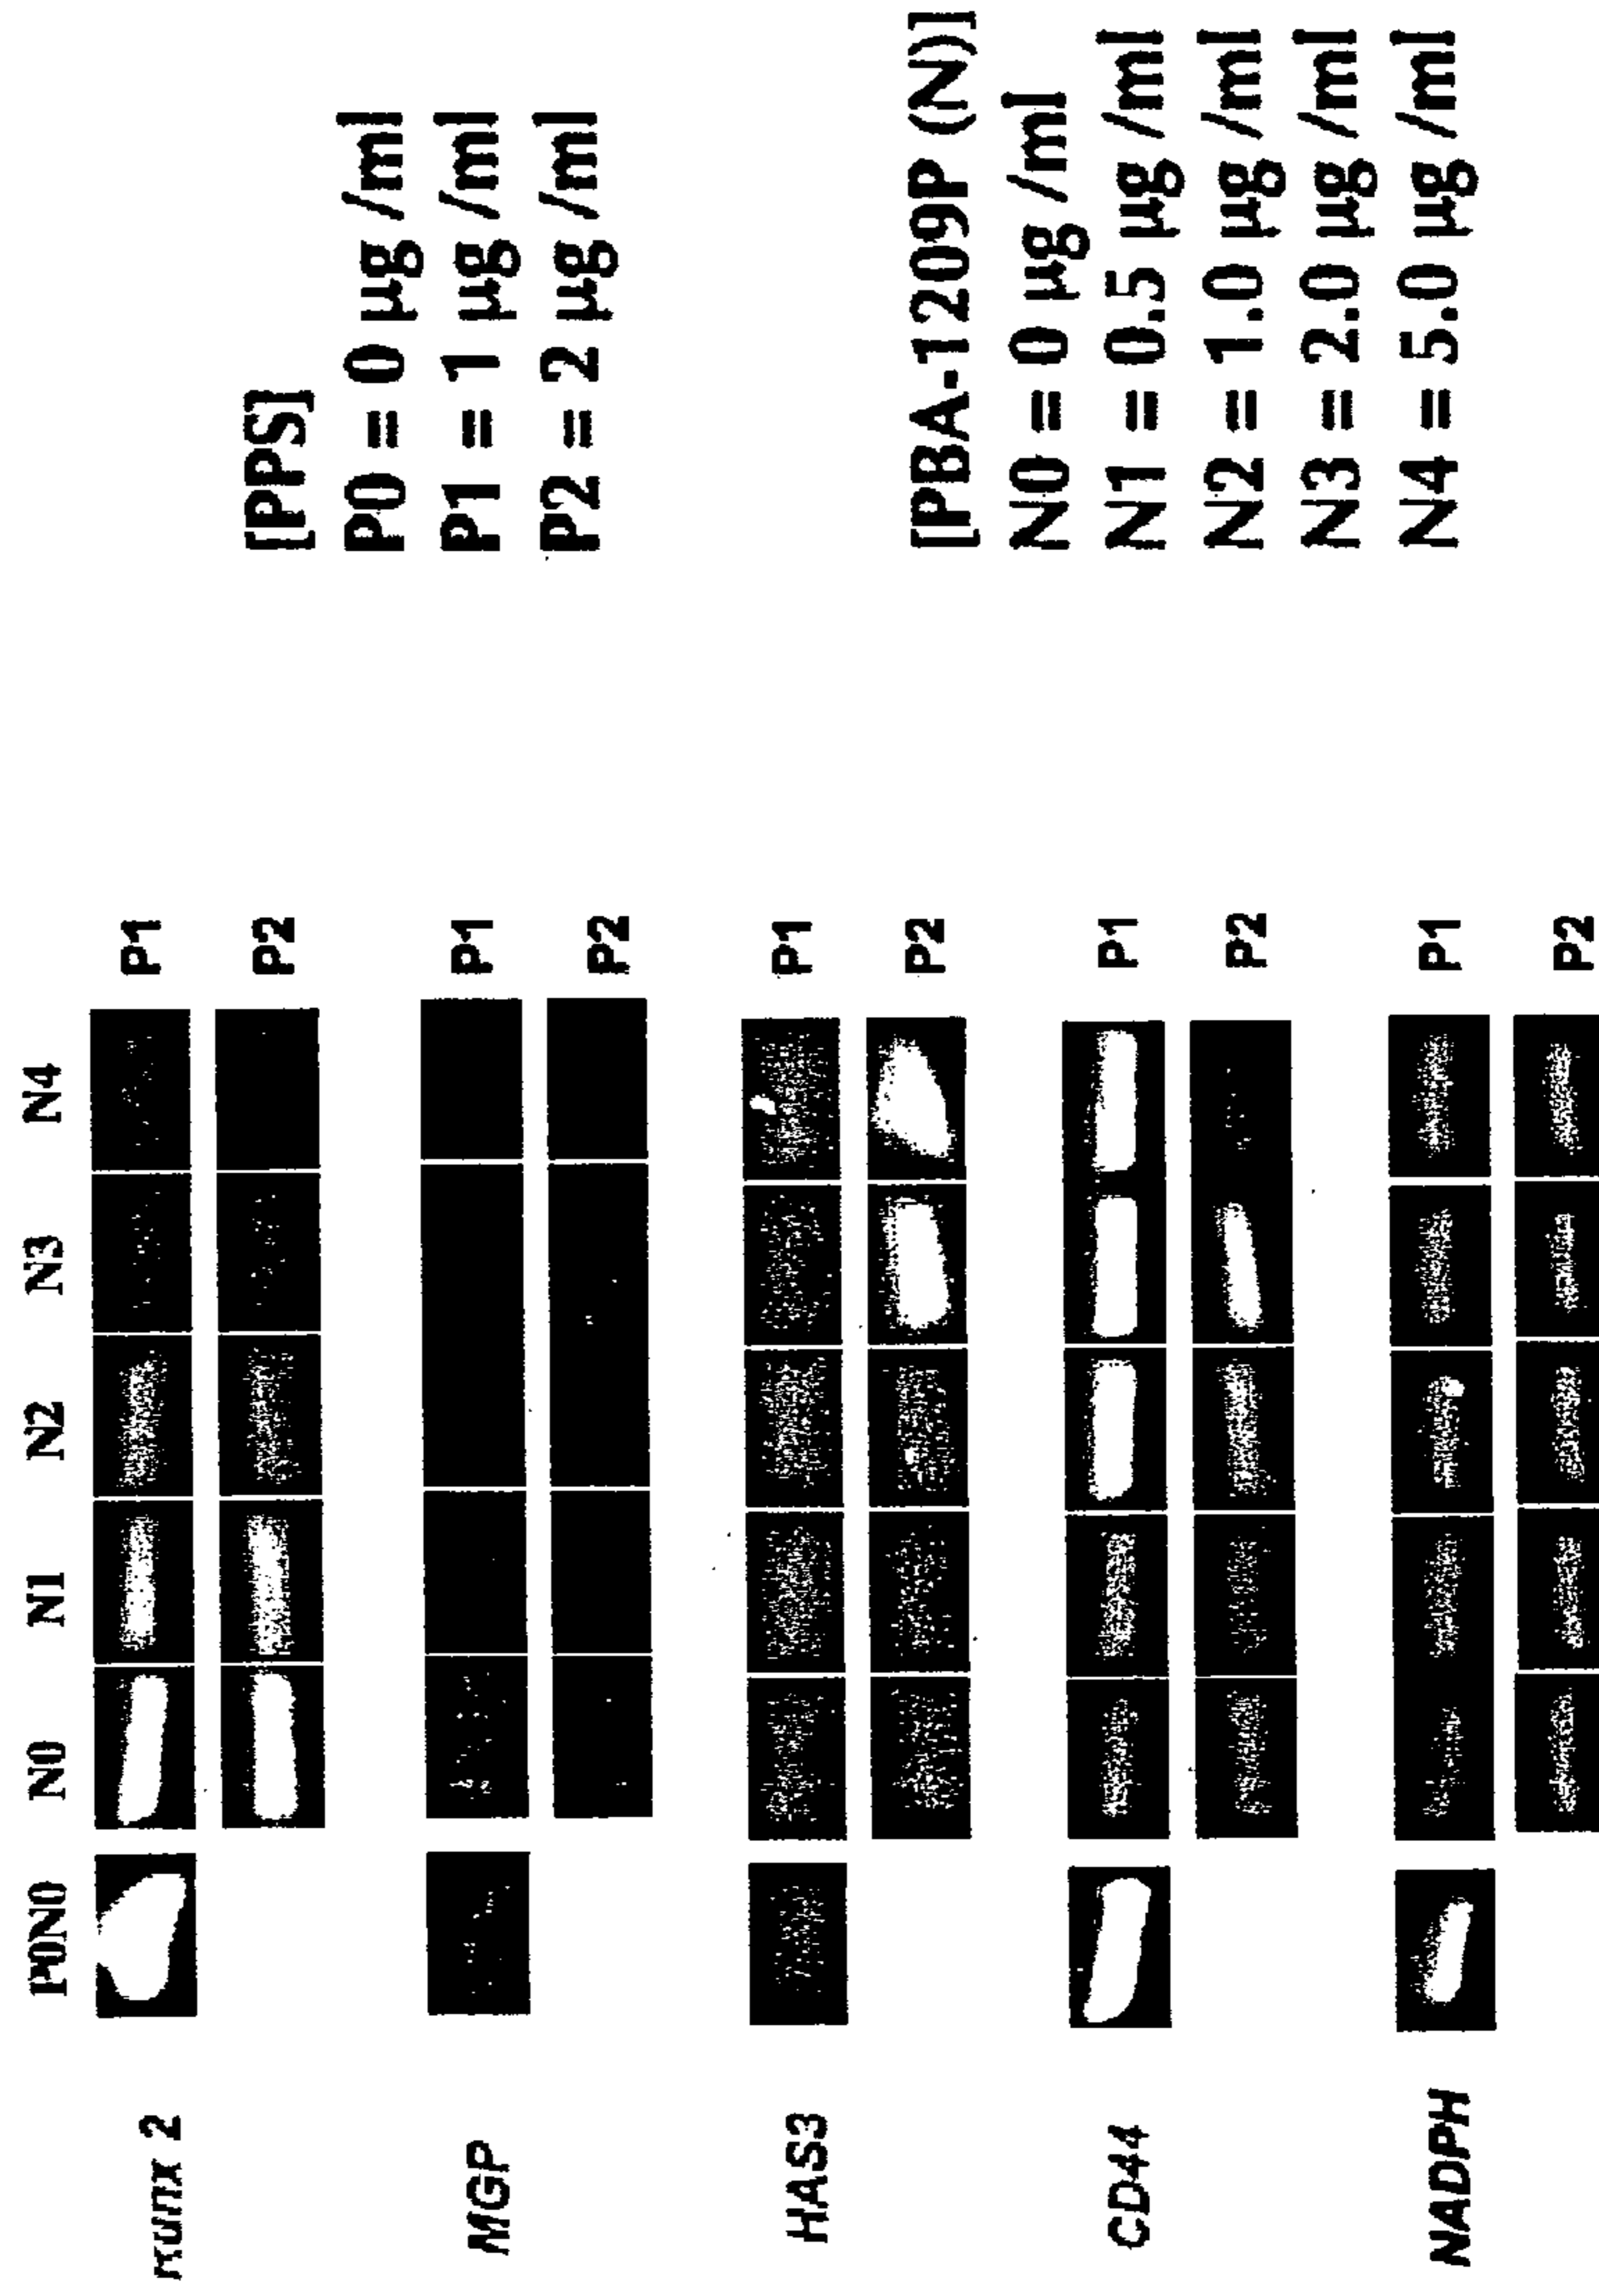 P0N0 N0 N1 N2 N3 N4
runx 2 P1
P2
MGP P1
P2
HAS3 P1
P2
CD44 P1
P2
NADPH P1
P2
[PPS]
P0 = 0 µg /ml
P1 = 1 µg /ml
P2 = 2 µg /ml
[PBA-1209P (N)]
N0 = 0 µg /ml
N1 = 0.5 µg /ml
N2 = 1.0 µg /ml
N3 = 2.0 µg /ml
N4 = 5.0 µg /ml